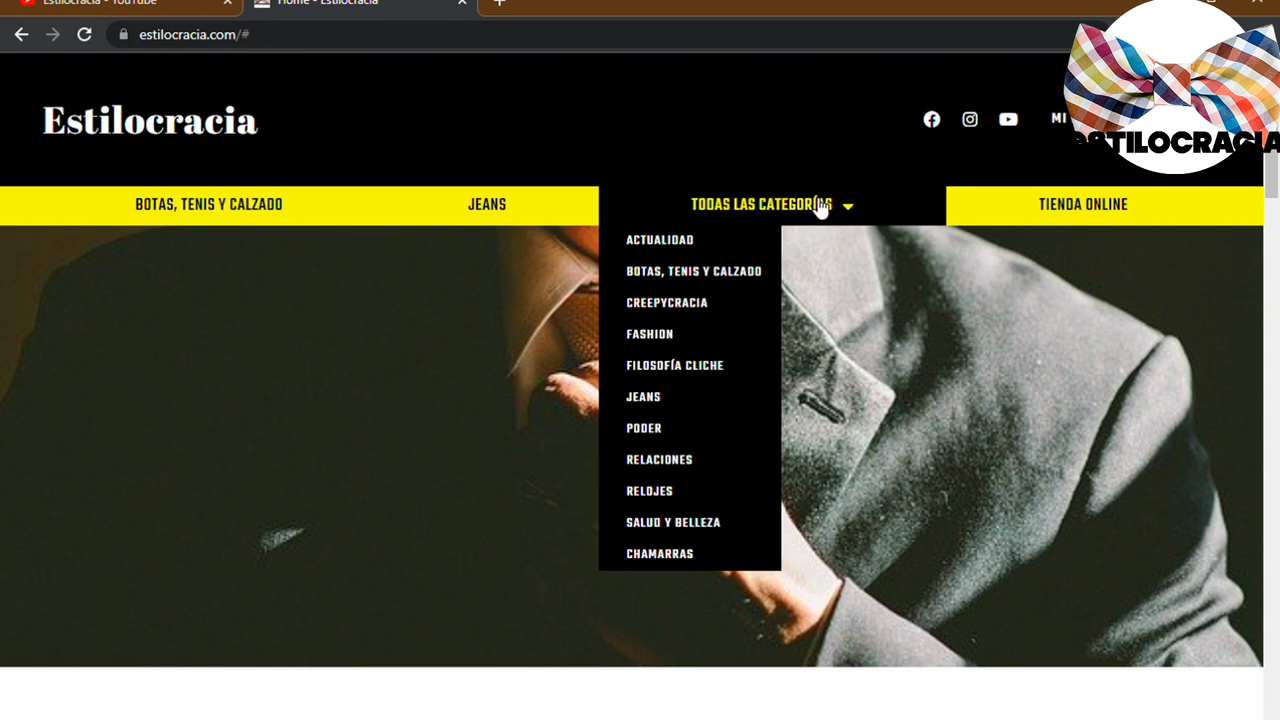 Estilocracia - YouTube
Home - Estilocracia
estilocracia.com/#
Estilocracia
MI
ESTILOCRACIA
BOTAS, TENIS Y CALZADO
JEANS
TODAS LAS CATEGORÍAS
TIENDA ONLINE
ACTUALIDAD
BOTAS, TENIS Y CALZADO
CREEPYCRACIA
FASHION
FILOSOFÍA CLICHE
JEANS
PODER
RELACIONES
RELOJES
SALUD Y BELLEZA
CHAMARRAS